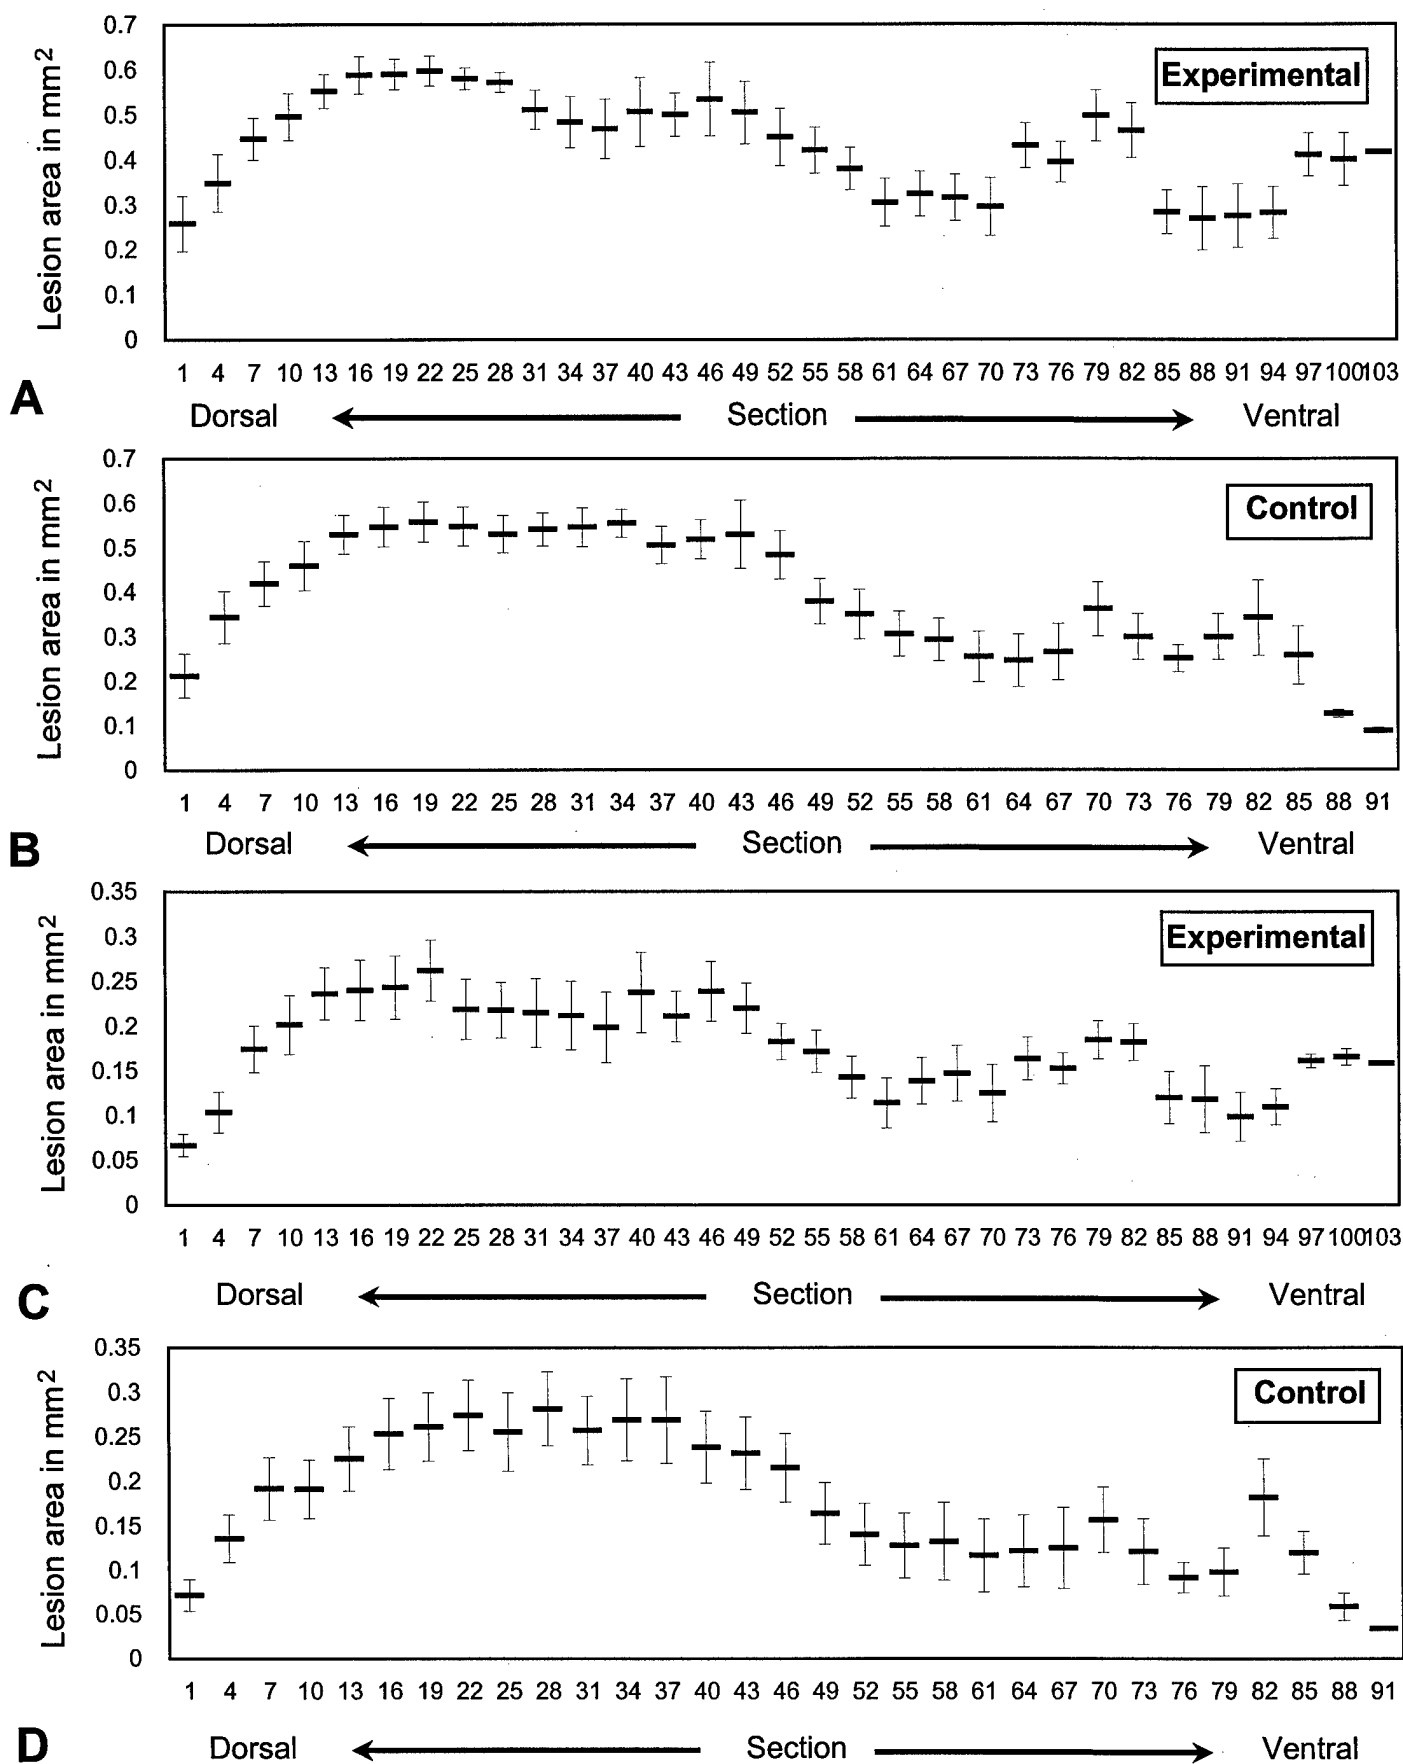 0.7
0.6
0.5
0.4
0.3
0.2
0.1
0
Lesion area in mm2
Experimental
1 4 7 10 13 16 19 22 25 28 31 34 37 40 43 46 49 52 55 58 61 64 67 70 73 76 79 82 85 88 91 94 97 100 103
A
Dorsal Section Ventral
0.7
0.6
0.5
0.4
0.3
0.2
0.1
0
Lesion area in mm2
Control
1 4 7 10 13 16 19 22 25 28 31 34 37 40 43 46 49 52 55 58 61 64 67 70 73 76 79 82 85 88 91
B
Dorsal Section Ventral
0.35
0.3
0.25
0.2
0.15
0.1
0.05
0
Lesion area in mm2
Experimental
1 4 7 10 13 16 19 22 25 28 31 34 37 40 43 46 49 52 55 58 61 64 67 70 73 76 79 82 85 88 91 94 97 100 103
C
Dorsal Section Ventral
0.35
0.3
0.25
0.2
0.15
0.1
0.05
0
Lesion area in mm2
Control
1 4 7 10 13 16 19 22 25 28 31 34 37 40 43 46 49 52 55 58 61 64 67 70 73 76 79 82 85 88 91
D
Dorsal Section Ventral